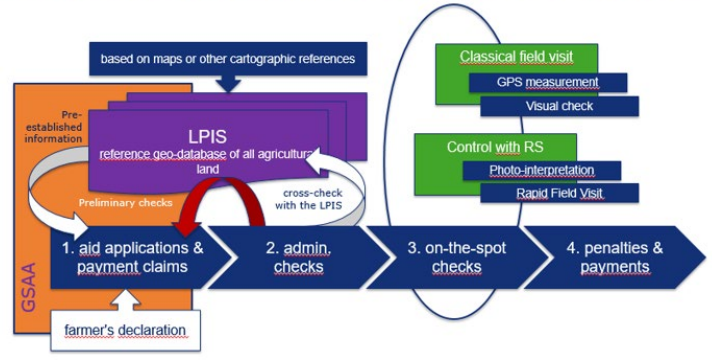 based on maps or other cartographic references
Classical field visit
GPS measurement
Visual check
Pre-
established
information
LPIS
reference geo-database of all agricultural
land
Control with RS
Photo-interpretation
Rapid Field Visit
Preliminary checks
cross-check
with the LPIS
GSAA
1. aid applications &
payment claims
2. admin.
checks
3. on-the-spot
checks
4. penalties &
payments
farmer's declaration